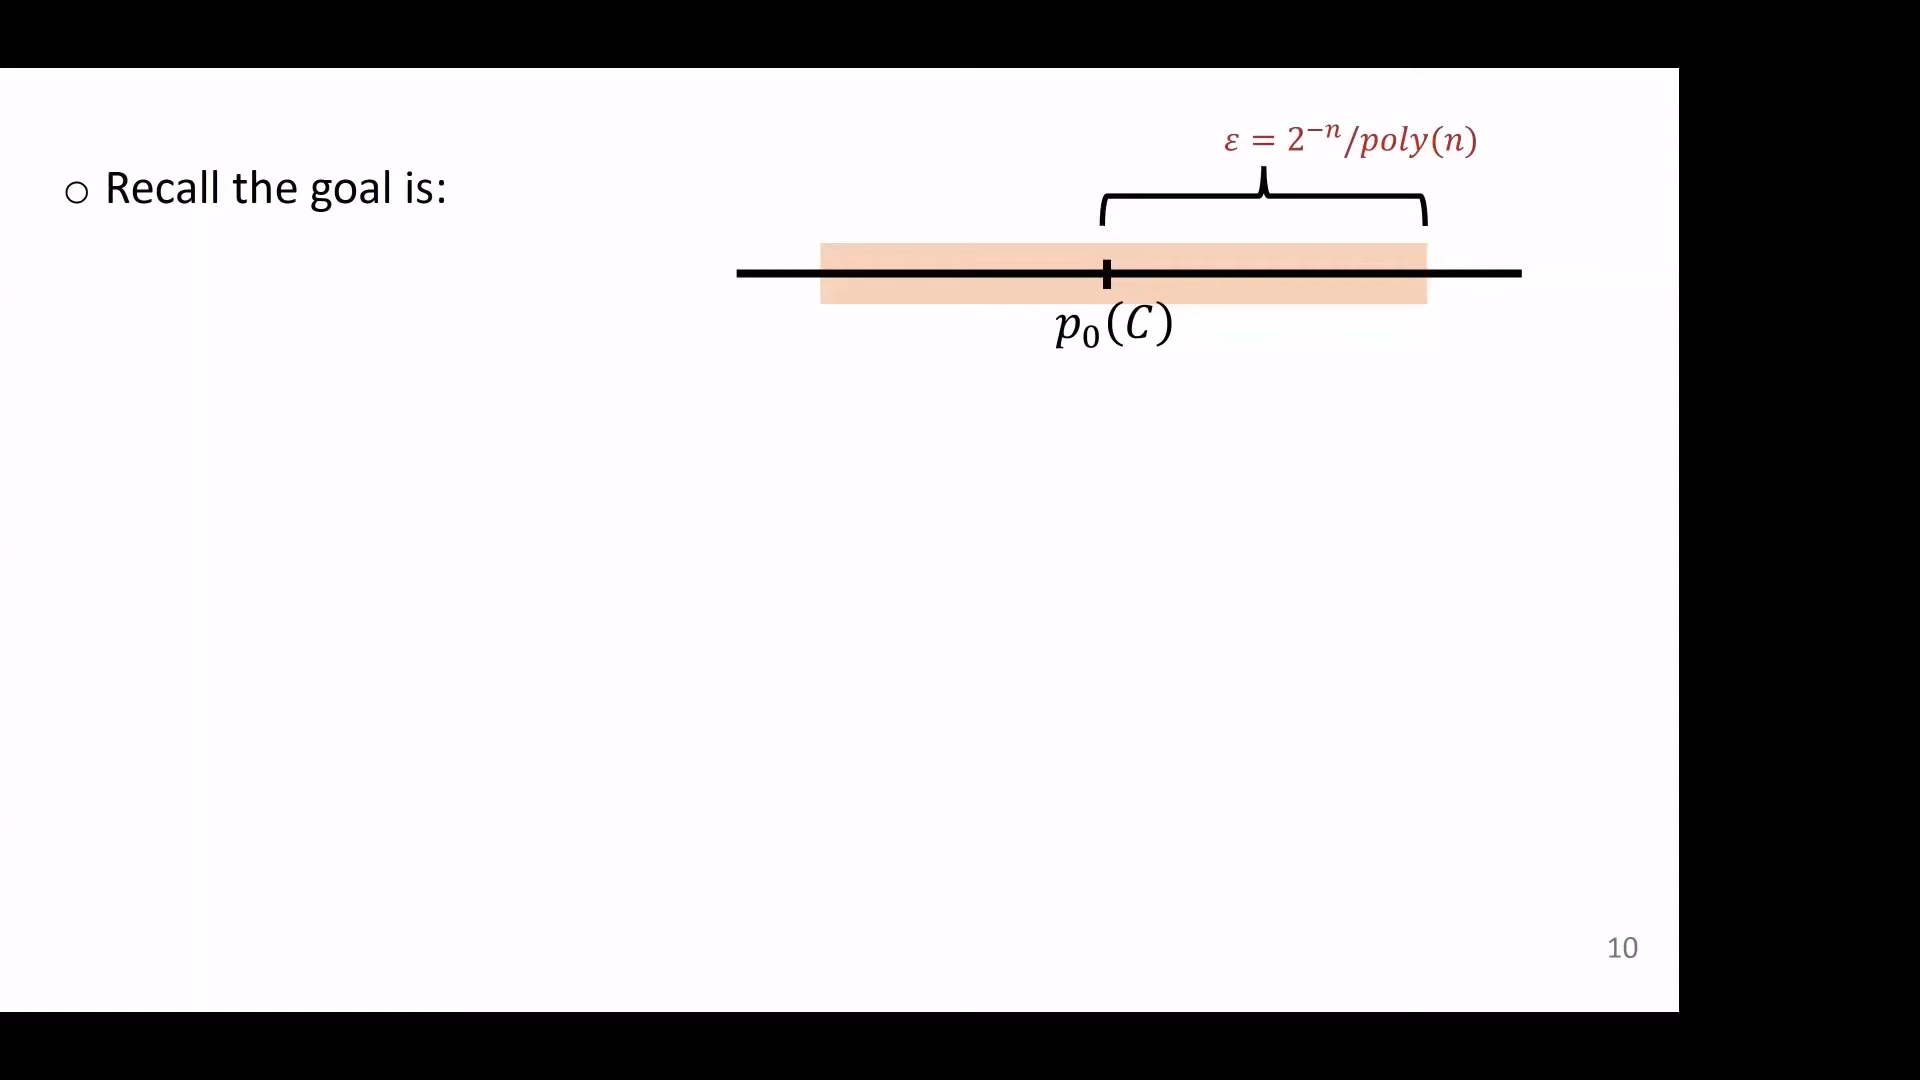 ε = 2⁻ⁿ/poly(n)
○ Recall the goal is:
p₀(C)
10